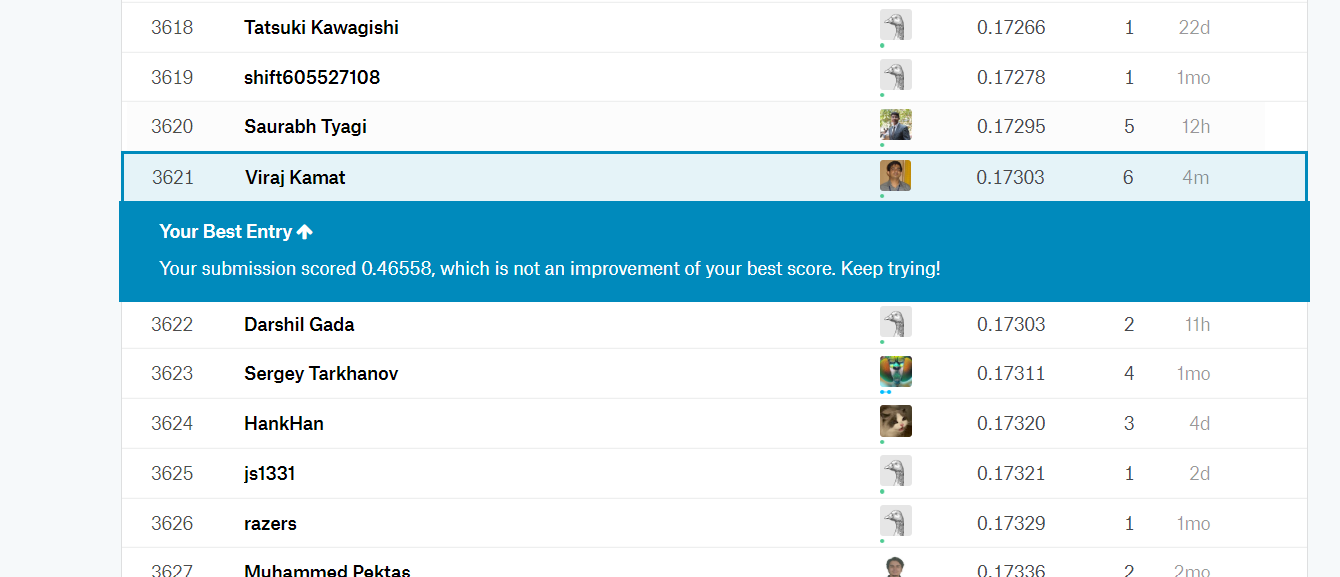 3618 Tatsuki Kawagishi 0.17266 1 22d
3619 shift605527108 0.17278 1 1mo
3620 Saurabh Tyagi 0.17295 5 12h
3621 Viraj Kamat 0.17303 6 4m
Your Best Entry
Your submission scored 0.46558, which is not an improvement of your best score. Keep trying!
3622 Darshil Gada 0.17303 2 11h
3623 Sergey Tarkhanov 0.17311 4 1mo
3624 HankHan 0.17320 3 4d
3625 js1331 0.17321 1 2d
3626 razers 0.17329 1 1mo
3627 Muhammed Pektas 0.17336 2 2mo